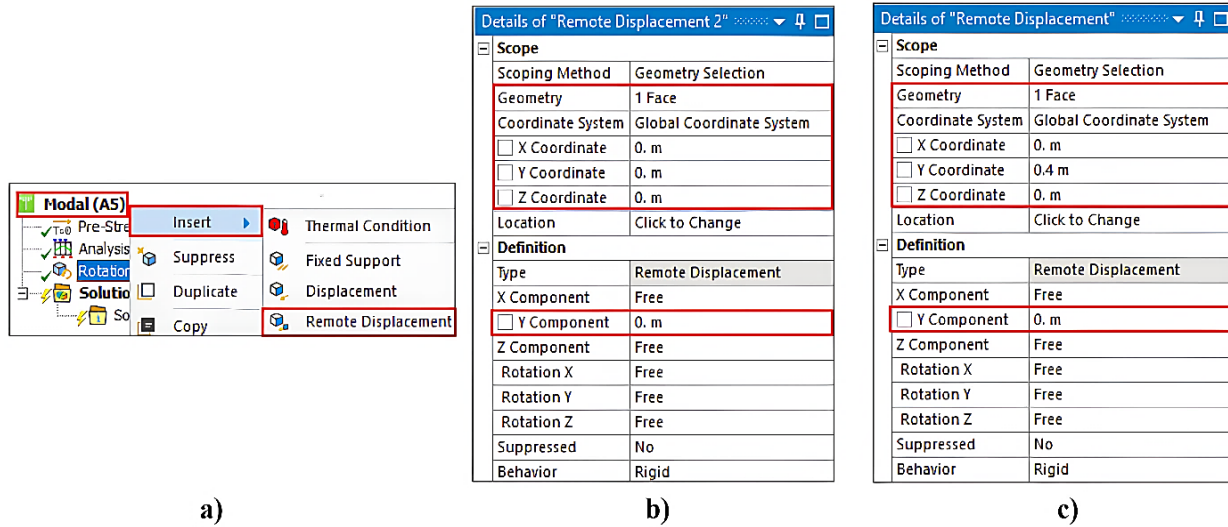 Modal (A5)
Pre-Stre
Analysis
Rotation
Solutio
So
Insert
Suppress
Duplicate
Copy
Thermal Condition
Fixed Support
Displacement
Remote Displacement
a)
Details of "Remote Displacement 2"
Scope
Scoping Method Geometry Selection
Geometry 1 Face
Coordinate System Global Coordinate System
X Coordinate 0. m
Y Coordinate 0. m
Z Coordinate 0. m
Location Click to Change
Definition
Type Remote Displacement
X Component Free
Y Component 0. m
Z Component Free
Rotation X Free
Rotation Y Free
Rotation Z Free
Suppressed No
Behavior Rigid
b)
Details of "Remote Displacement"
Scope
Scoping Method Geometry Selection
Geometry 1 Face
Coordinate System Global Coordinate System
X Coordinate 0. m
Y Coordinate 0.4 m
Z Coordinate 0. m
Location Click to Change
Definition
Type Remote Displacement
X Component Free
Y Component 0. m
Z Component Free
Rotation X Free
Rotation Y Free
Rotation Z Free
Suppressed No
Behavior Rigid
c)